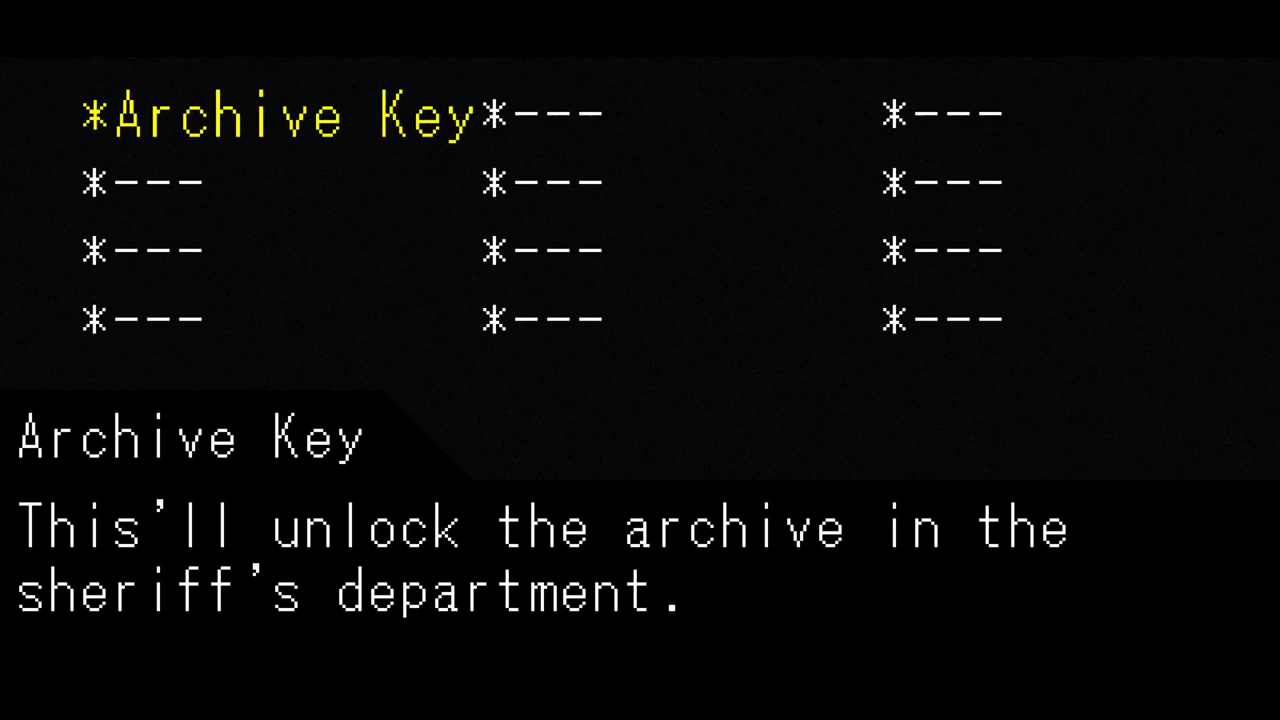 *Archive Key*--- *---
*--- *--- *---
*--- *--- *---
*--- *--- *---
Archive Key
This'll unlock the archive in the
sheriff's department.